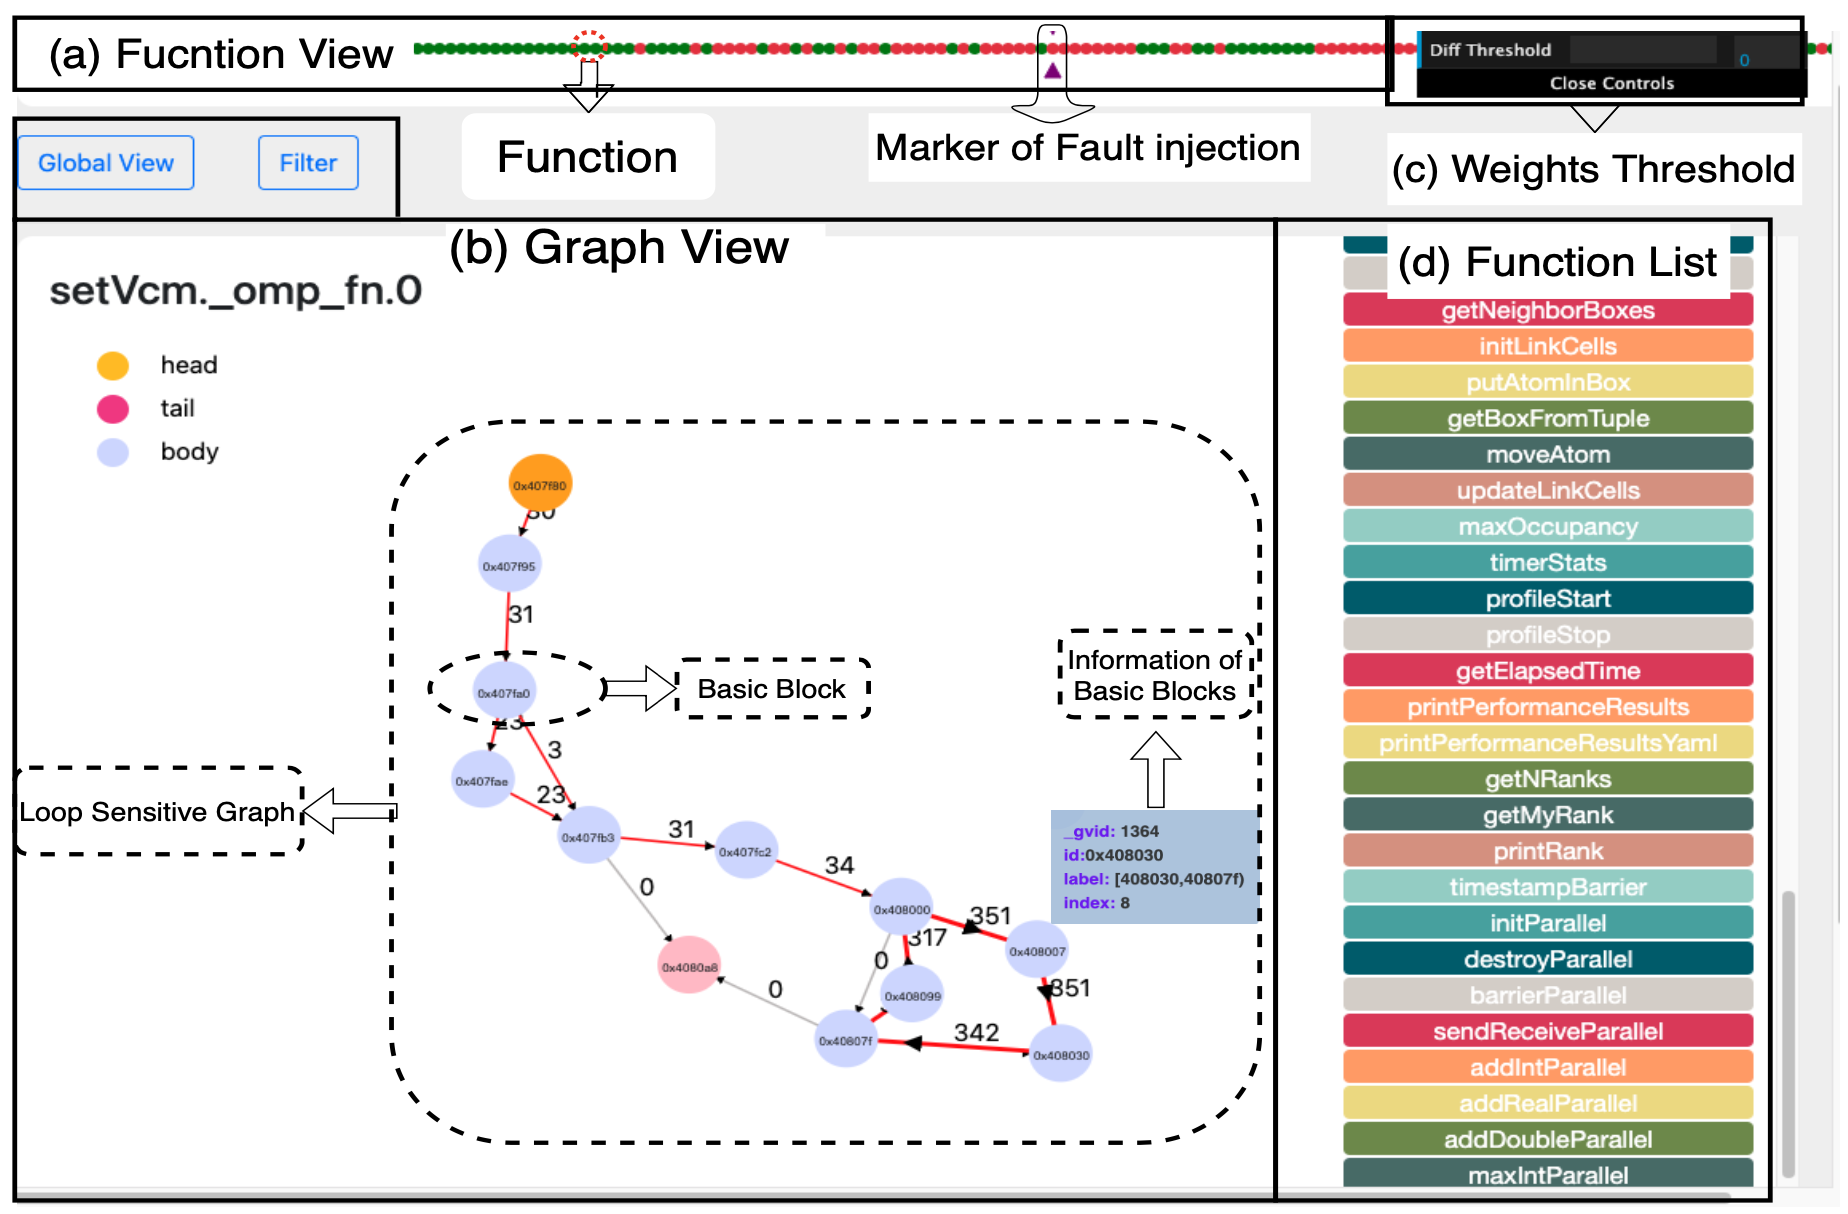 (a) Fucntion View
Diff Threshold
0
Close Controls
Global View
Filter
Function
Marker of Fault injection
(c) Weights Threshold
(b) Graph View
(d) Function List
setVcm._omp_fn.0
head
tail
body
0x407f80
0x407f95
31
0x407fa0
Basic Block
Information of
Basic Blocks
23
3
0x407fae
23
0x407fb3
31
0x407fc2
34
Loop Sensitive Graph
_gvid: 1364
id:0x408030
label: [408030,40807f)
index: 8
0
0x408000
351
317
0x408007
0x4080a8
0
0
0x408099
351
0x40807f
342
0x408030
getNeighborBoxes
initLinkCells
putAtomInBox
getBoxFromTuple
moveAtom
updateLinkCells
maxOccupancy
timerStats
profileStart
profileStop
getElapsedTime
printPerformanceResults
printPerformanceResultsYaml
getNRanks
getMyRank
printRank
timestampBarrier
initParallel
destroyParallel
barrierParallel
sendReceiveParallel
addIntParallel
addRealParallel
addDoubleParallel
maxIntParallel